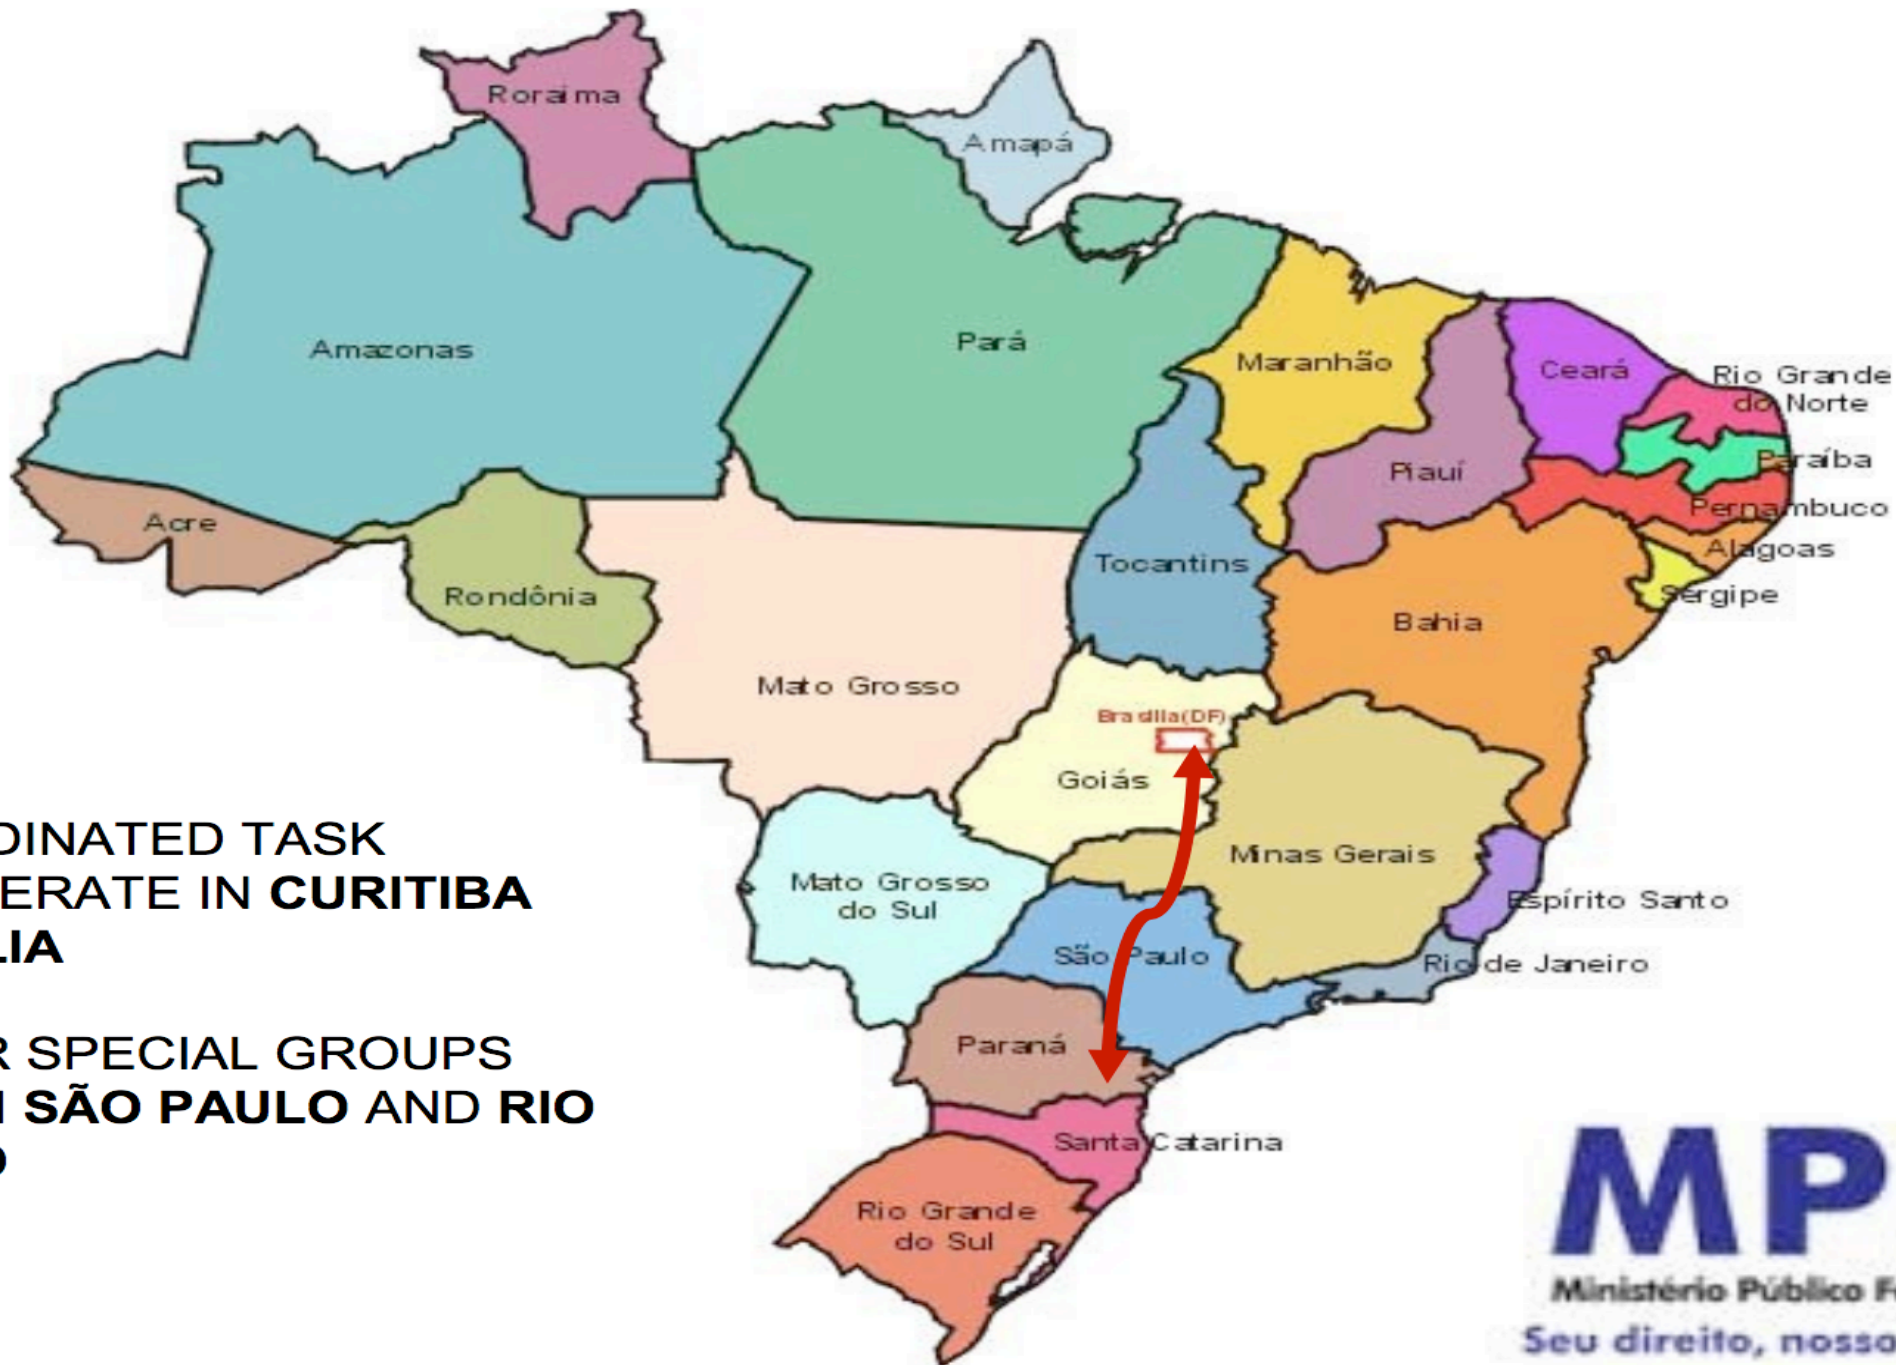 Roraima
Amapá
Amazonas
Pará
Maranhão
Ceará
Rio Grande
do Norte
Paraíba
Piauí
Pernambuco
Acre
Alagoas
Tocantins
Sergipe
Rondônia
Bahia
Mato Grosso
Brasília(DF)
Goiás
DINATED TASK
ERATE IN CURITIBA
LIA
Minas Gerais
Mato Grosso
do Sul
Espírito Santo
São Paulo
Rio de Janeiro
R SPECIAL GROUPS
SÃO PAULO AND RIO
Paraná
Santa Catarina
Rio Grande
do Sul
MP
Ministério Público F
Seu direito, nosso